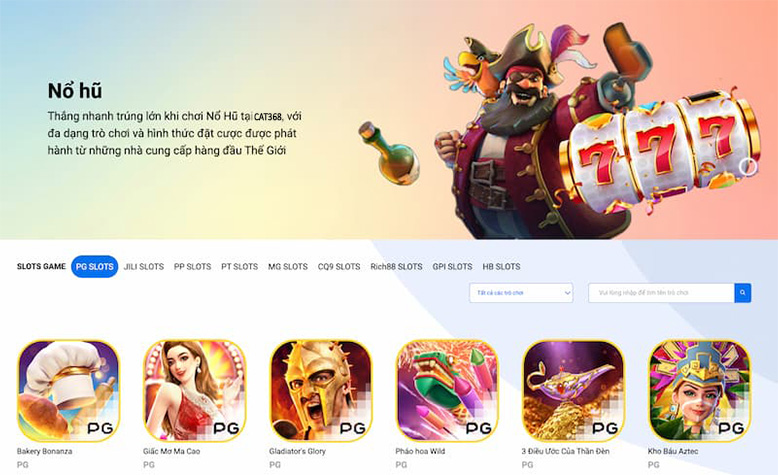 Nổ hũ
Thắng nhanh trúng lớn khi chơi Nổ Hũ tại CAT368, với
đa dạng trò chơi và hình thức đặt cược được phát
hành từ những nhà cung cấp hàng đầu Thế Giới
7 7 7
SLOTS GAME PG SLOTS JILI SLOTS PP SLOTS PT SLOTS MG SLOTS CQ9 SLOTS Rich88 SLOTS GPI SLOTS HB SLOTS
Tất cả các trò chơi Vui lòng nhập để tìm tên trò chơi
PG PG PG PG PG PG
Bakery Bonanza Giấc Mơ Ma Cao Gladiator's Glory Pháo hoa Wild 3 Điều Ước Của Thần Đèn Kho Báu Aztec
PG PG PG PG PG PG